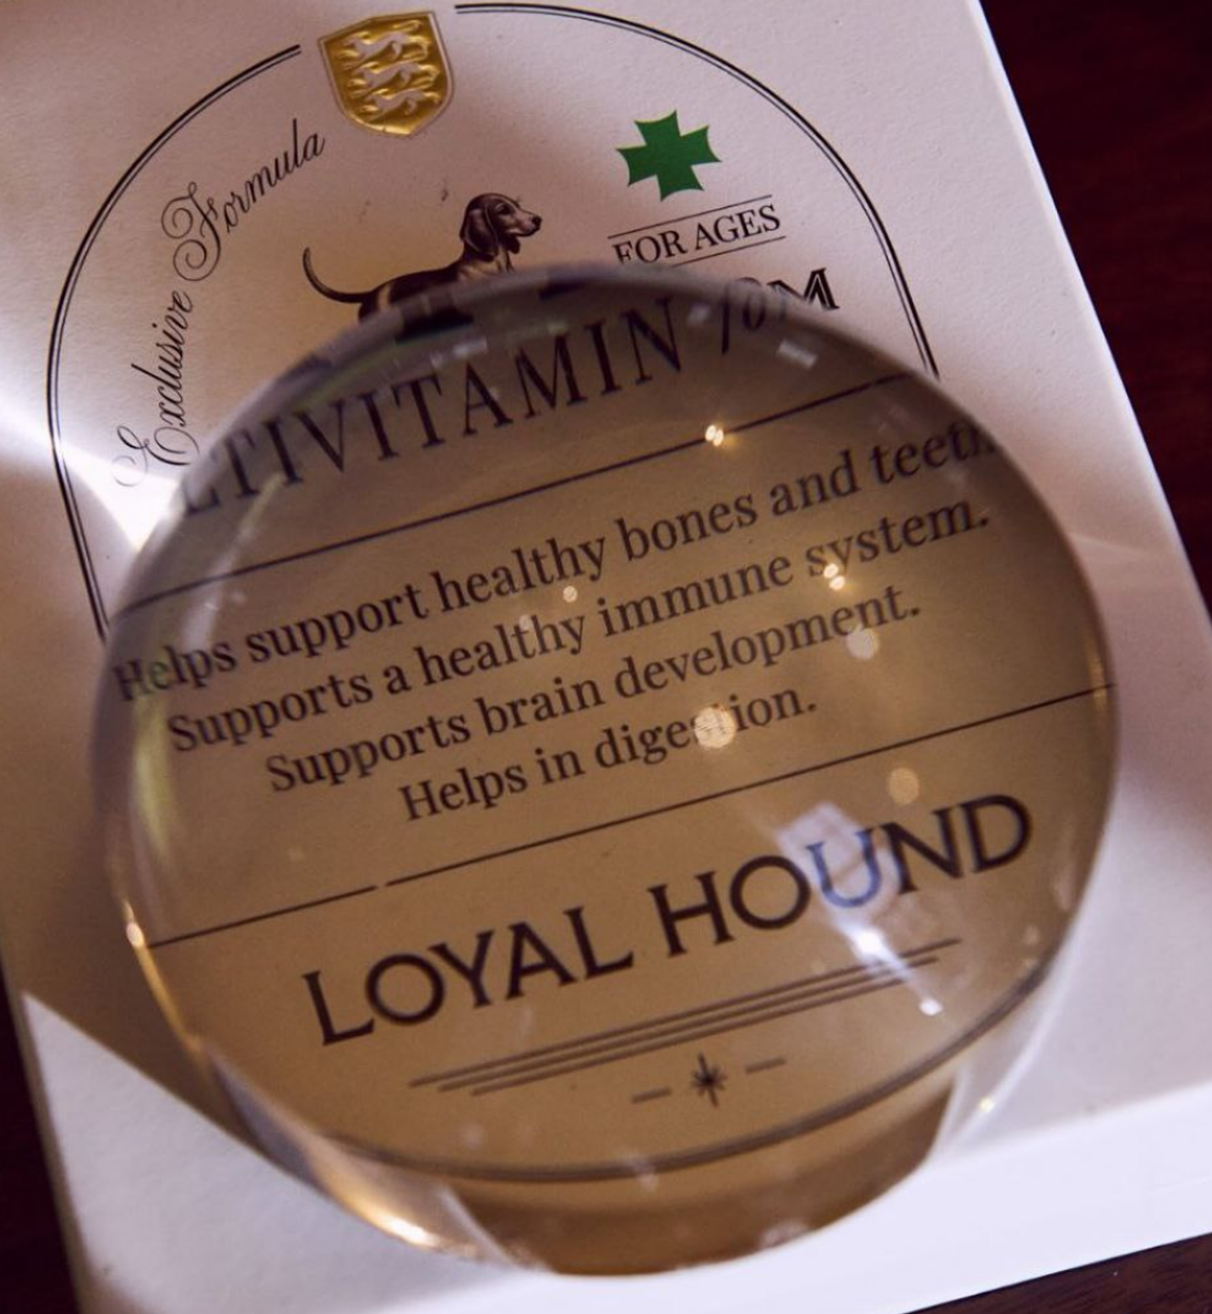 Exclusive Formula
FOR AGES
LTIVITAMIN
Helps support healthy bones and teeth
Supports a healthy immune system.
Supports brain development.
Helps in digestion.
LOYAL HOUND